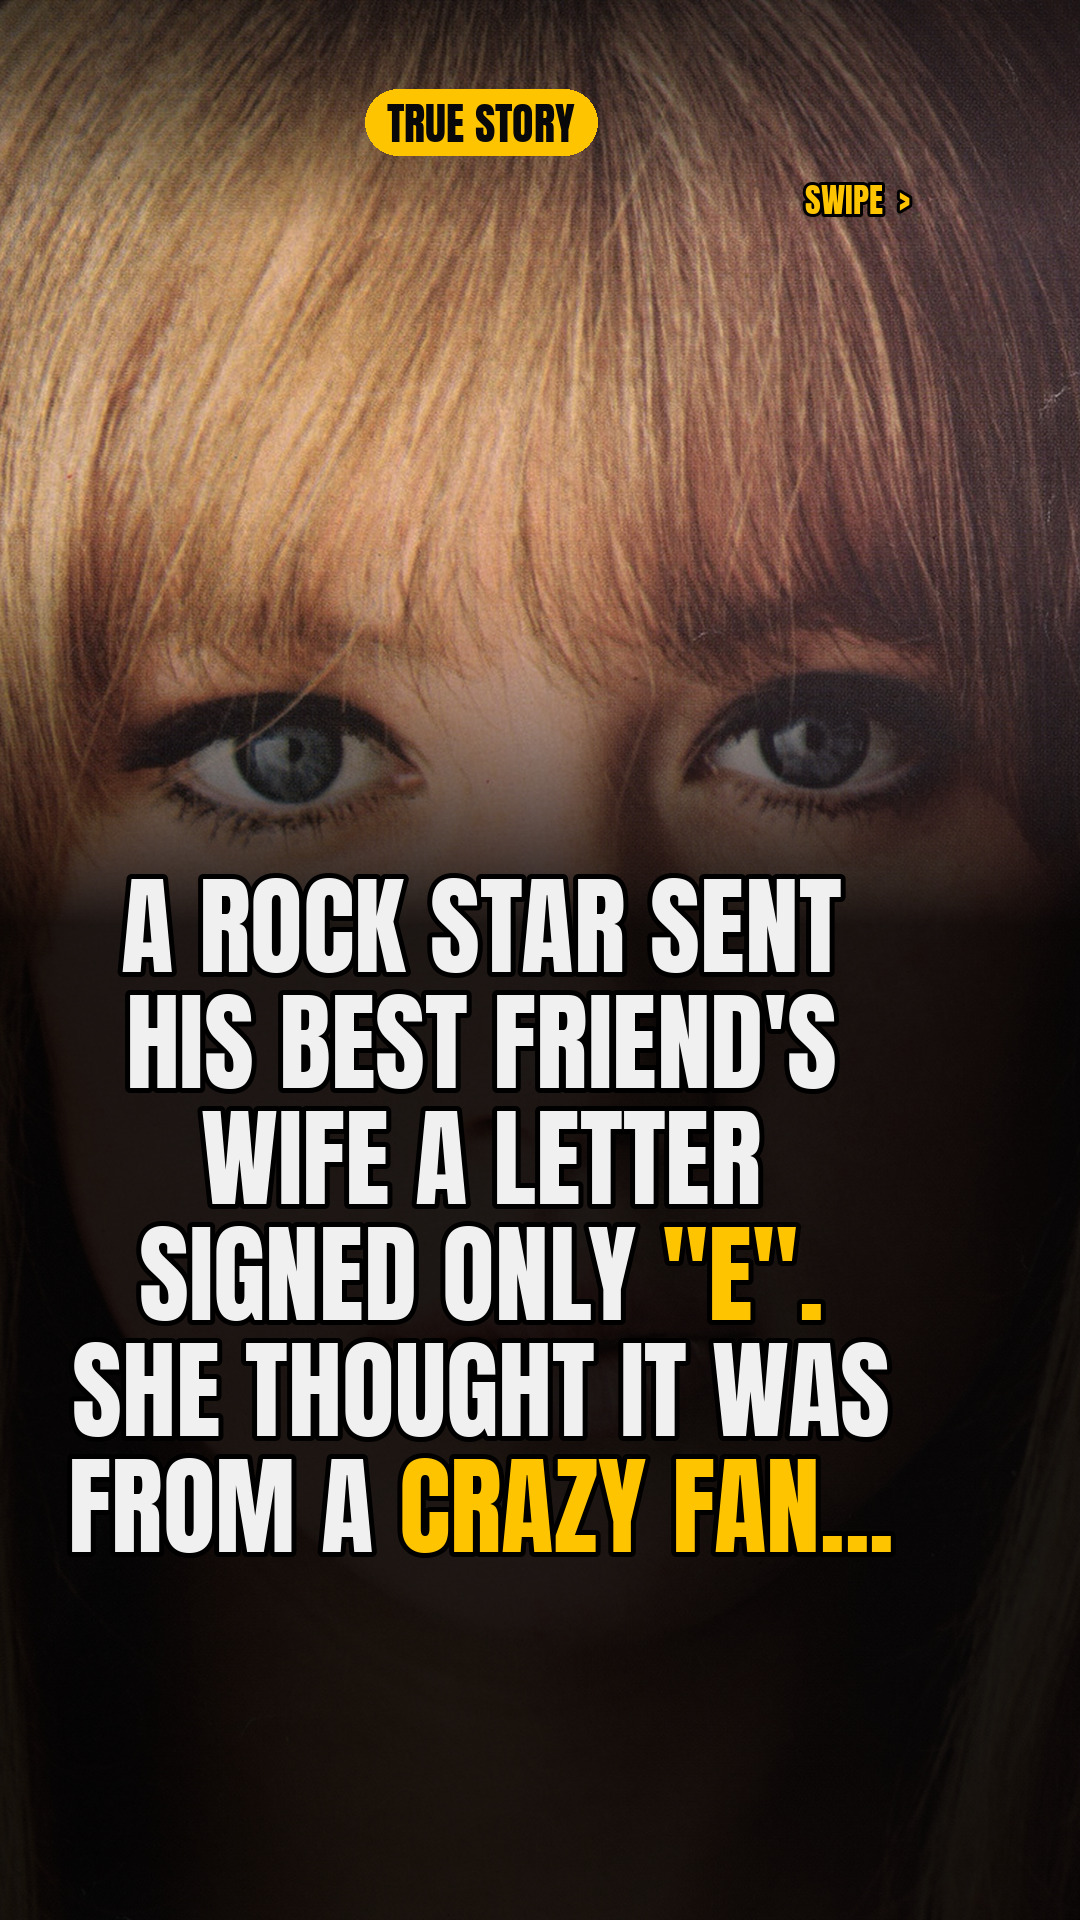 TRUE STORY
SWIPE >
A ROCK STAR SENT
HIS BEST FRIEND'S
WIFE A LETTER
SIGNED ONLY "E".
SHE THOUGHT IT WAS
FROM A CRAZY FAN...